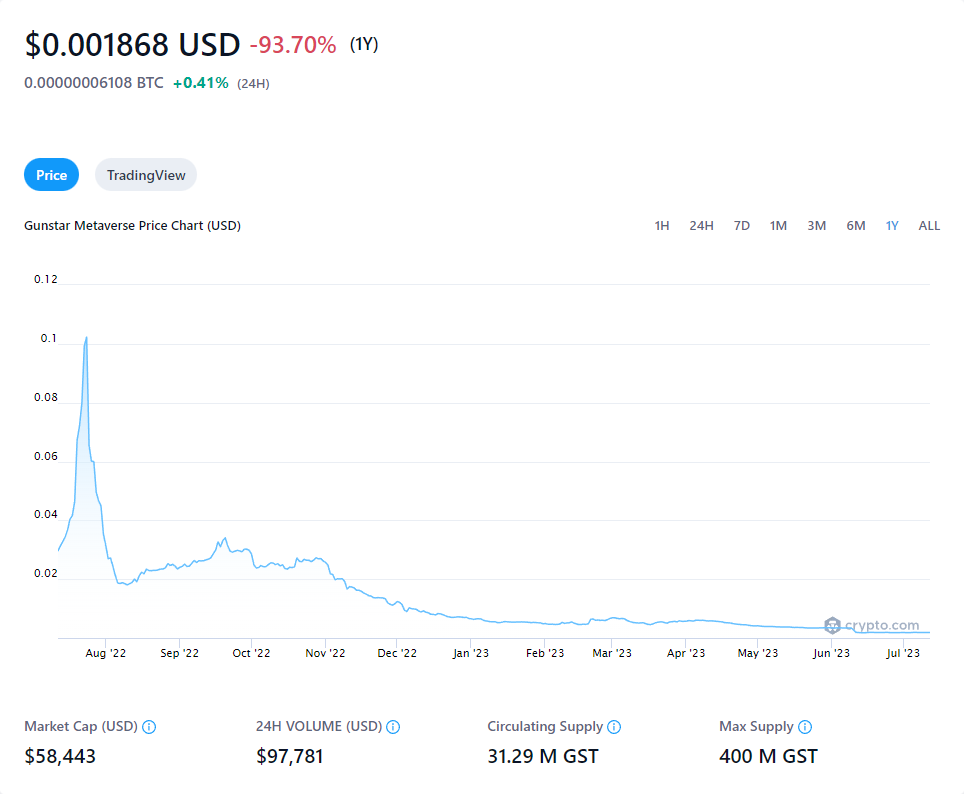 $0.001868 USD -93.70% (1Y)
0.00000006108 BTC +0.41% (24H)
Price TradingView
Gunstar Metaverse Price Chart (USD) 1H 24H 7D 1M 3M 6M 1Y ALL
0.12
0.1
0.08
0.06
0.04
0.02
crypto.com
Aug '22 Sep '22 Oct '22 Nov '22 Dec '22 Jan '23 Feb '23 Mar '23 Apr '23 May '23 Jun '23 Jul '23
Market Cap (USD) 24H VOLUME (USD) Circulating Supply Max Supply
$58,443 $97,781 31.29 M GST 400 M GST